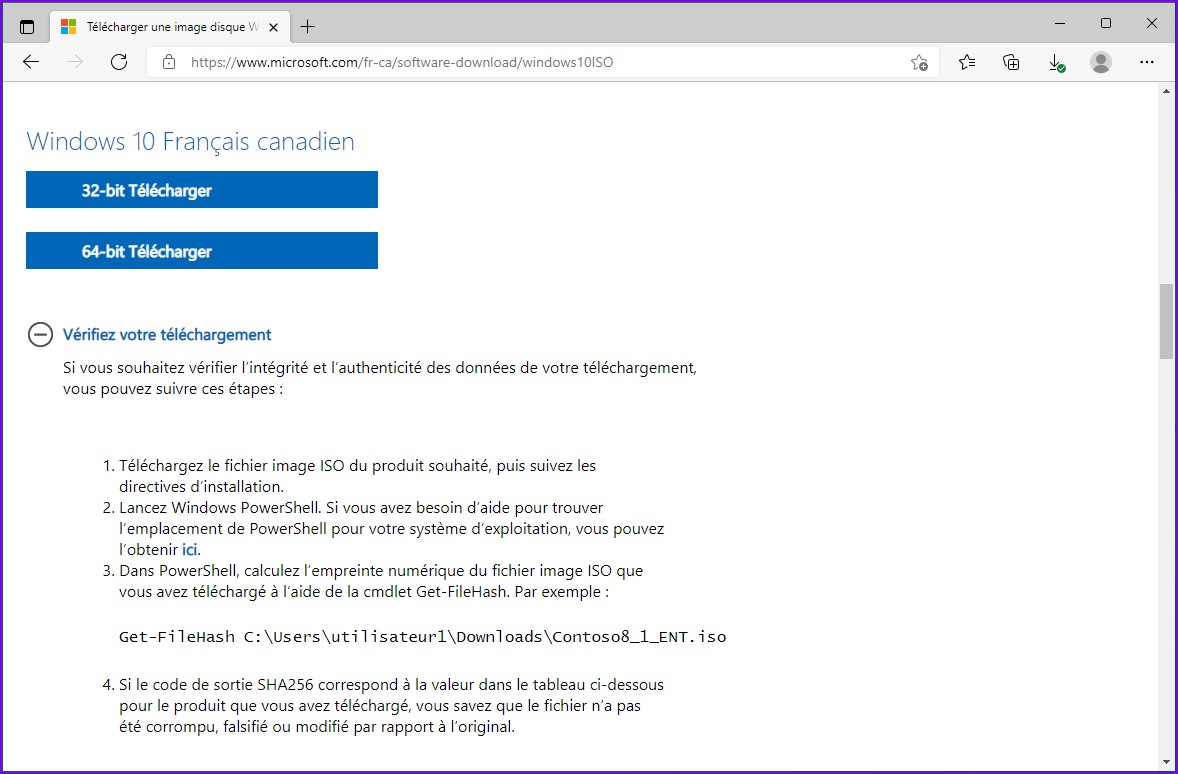 Télécharger une image disque W
https://www.microsoft.com/fr-ca/software-download/windows10ISO
Windows 10 Français canadien
32-bit Télécharger
64-bit Télécharger
Vérifiez votre téléchargement
Si vous souhaitez vérifier l'intégrité et l'authenticité des données de votre téléchargement,
vous pouvez suivre ces étapes :
1. Téléchargez le fichier image ISO du produit souhaité, puis suivez les
directives d'installation.
2. Lancez Windows PowerShell. Si vous avez besoin d'aide pour trouver
l'emplacement de PowerShell pour votre système d'exploitation, vous pouvez
l'obtenir ici.
3. Dans PowerShell, calculez l'empreinte numérique du fichier image ISO que
vous avez téléchargé à l'aide de la cmdlet Get-FileHash. Par exemple :
Get-FileHash C:\Users\utilisateur1\Downloads\Contoso8_1_ENT.iso
4. Si le code de sortie SHA256 correspond à la valeur dans le tableau ci-dessous
pour le produit que vous avez téléchargé, vous savez que le fichier n'a pas
été corrompu, falsifié ou modifié par rapport à l'original.